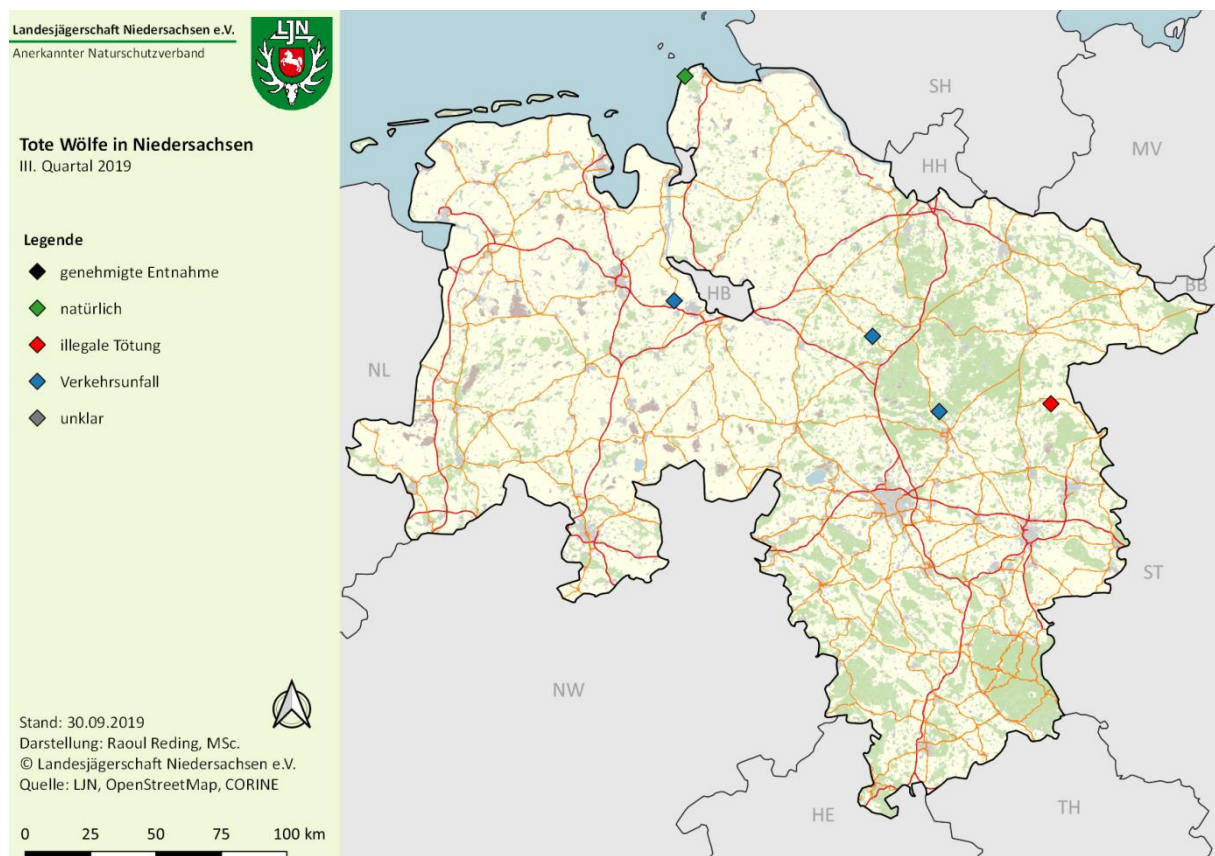 Landesjägerschaft Niedersachsen e.V.
Anerkannter Naturschutzverband
LJN
Tote Wölfe in Niedersachsen
III. Quartal 2019
Legende
genehmigte Entnahme
natürlich
illegale Tötung
Verkehrsunfall
unklar
Stand: 30.09.2019
Darstellung: Raoul Reding, MSc.
© Landesjägerschaft Niedersachsen e.V.
Quelle: LJN, OpenStreetMap, CORINE
0 25 50 75 100 km
SH
MV
HH
BB
HB
NL
ST
NW
HE
TH